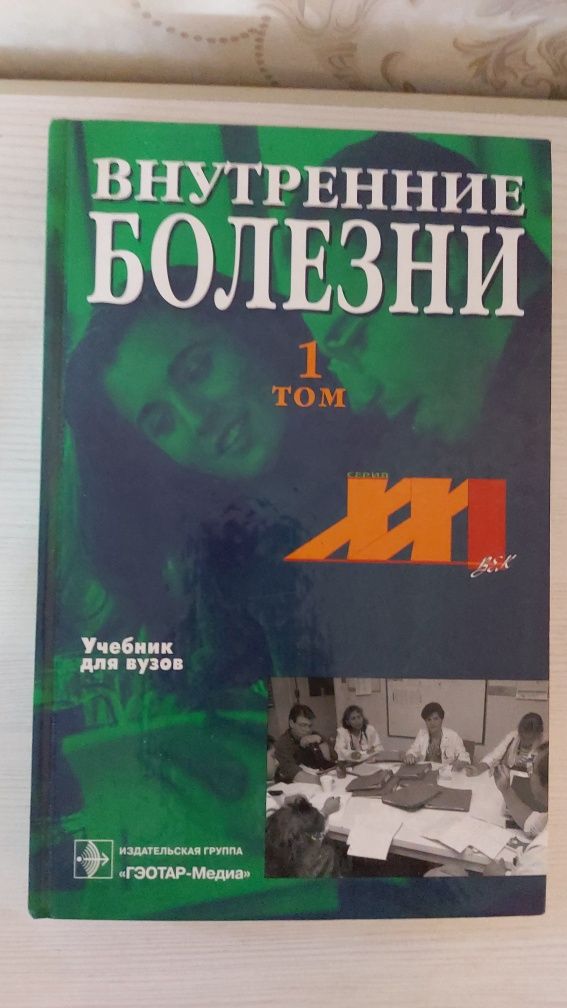 ВНУТРЕННИЕ
БОЛЕЗНИ
1
ТОМ
СЕРИЯ
XXI
ВЕК
Учебник
для вузов
ИЗДАТЕЛЬСКАЯ ГРУППА
«ГЭОТАР-Медиа»